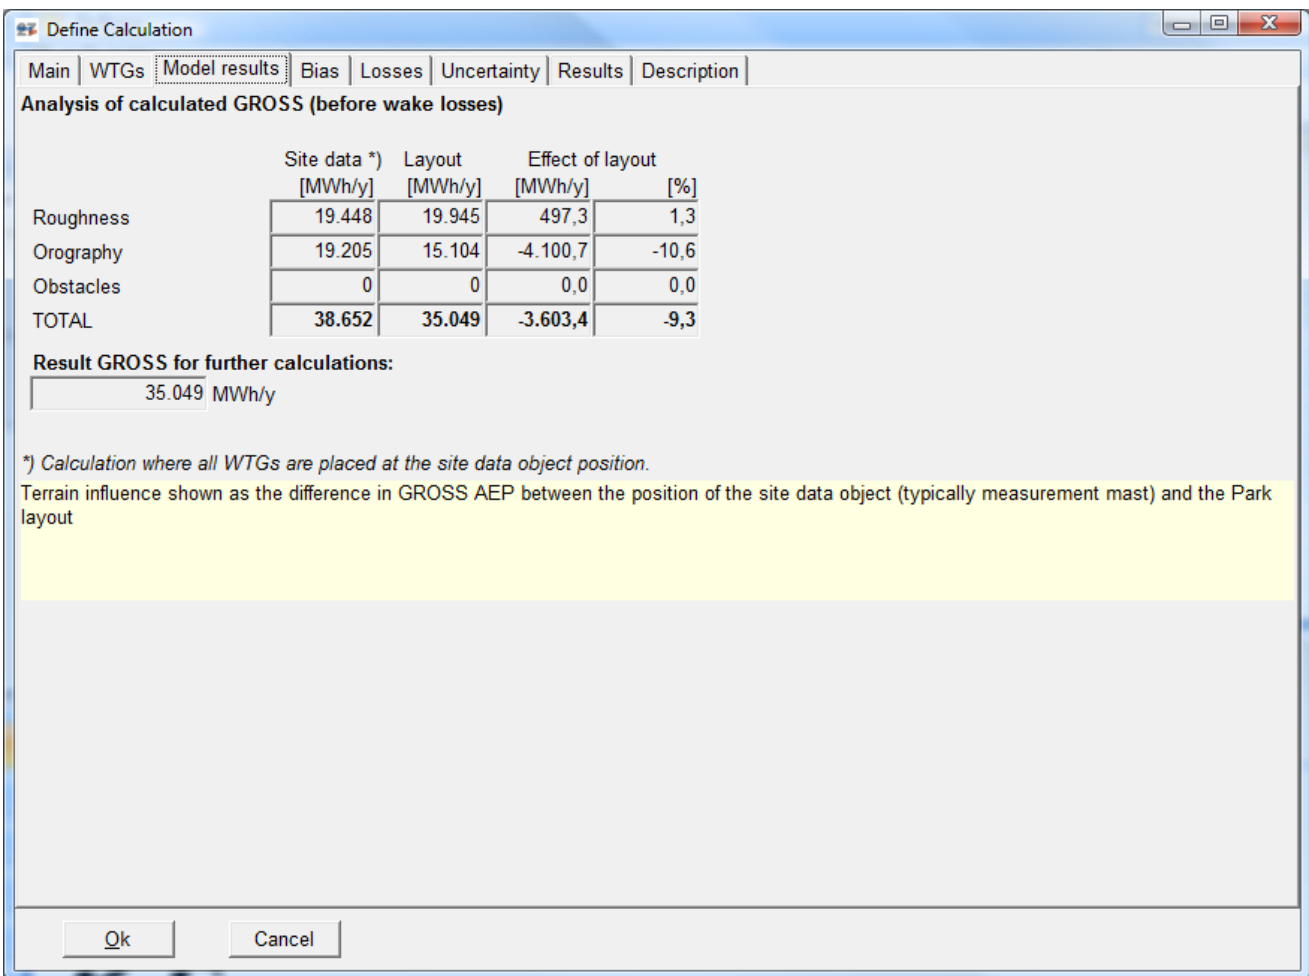 Define Calculation
Main WTGs Model results Bias Losses Uncertainty Results Description
Analysis of calculated GROSS (before wake losses)
Site data *) Layout Effect of layout
[MWh/y] [MWh/y] [MWh/y] [%]
Roughness 19.448 19.945 497,3 1,3
Orography 19.205 15.104 -4.100,7 -10,6
Obstacles 0 0 0,0 0,0
TOTAL 38.652 35.049 -3.603,4 -9,3
Result GROSS for further calculations:
35.049 MWh/y
*) Calculation where all WTGs are placed at the site data object position.
Terrain influence shown as the difference in GROSS AEP between the position of the site data object (typically measurement mast) and the Park
layout
Ok Cancel